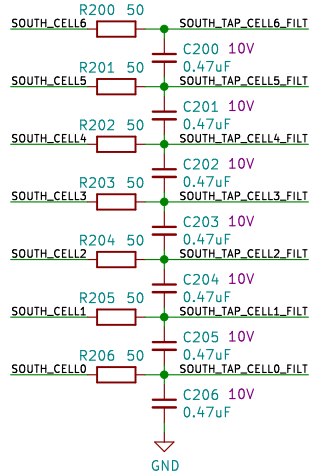 R200 50
SOUTH_CELL6 SOUTH_TAP_CELL6_FILT
C200 10V
0.47uF
R201 50
SOUTH_CELL5 SOUTH_TAP_CELL5_FILT
C201 10V
0.47uF
R202 50
SOUTH_CELL4 SOUTH_TAP_CELL4_FILT
C202 10V
0.47uF
R203 50
SOUTH_CELL3 SOUTH_TAP_CELL3_FILT
C203 10V
0.47uF
R204 50
SOUTH_CELL2 SOUTH_TAP_CELL2_FILT
C204 10V
0.47uF
R205 50
SOUTH_CELL1 SOUTH_TAP_CELL1_FILT
C205 10V
0.47uF
R206 50
SOUTH_CELL0 SOUTH_TAP_CELL0_FILT
C206 10V
0.47uF
GND